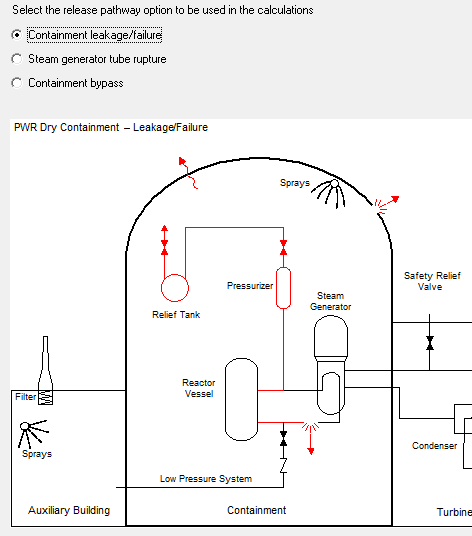 Select the release pathway option to be used in the calculations
Containment leakage/failure
Steam generator tube rupture
Containment bypass
PWR Dry Containment – Leakage/Failure
Sprays
Safety Relief
Valve
Pressurizer
Steam
Generator
Relief Tank
Reactor
Vessel
Filter
Sprays
Condenser
Low Pressure System
Auxiliary Building
Containment
Turbine